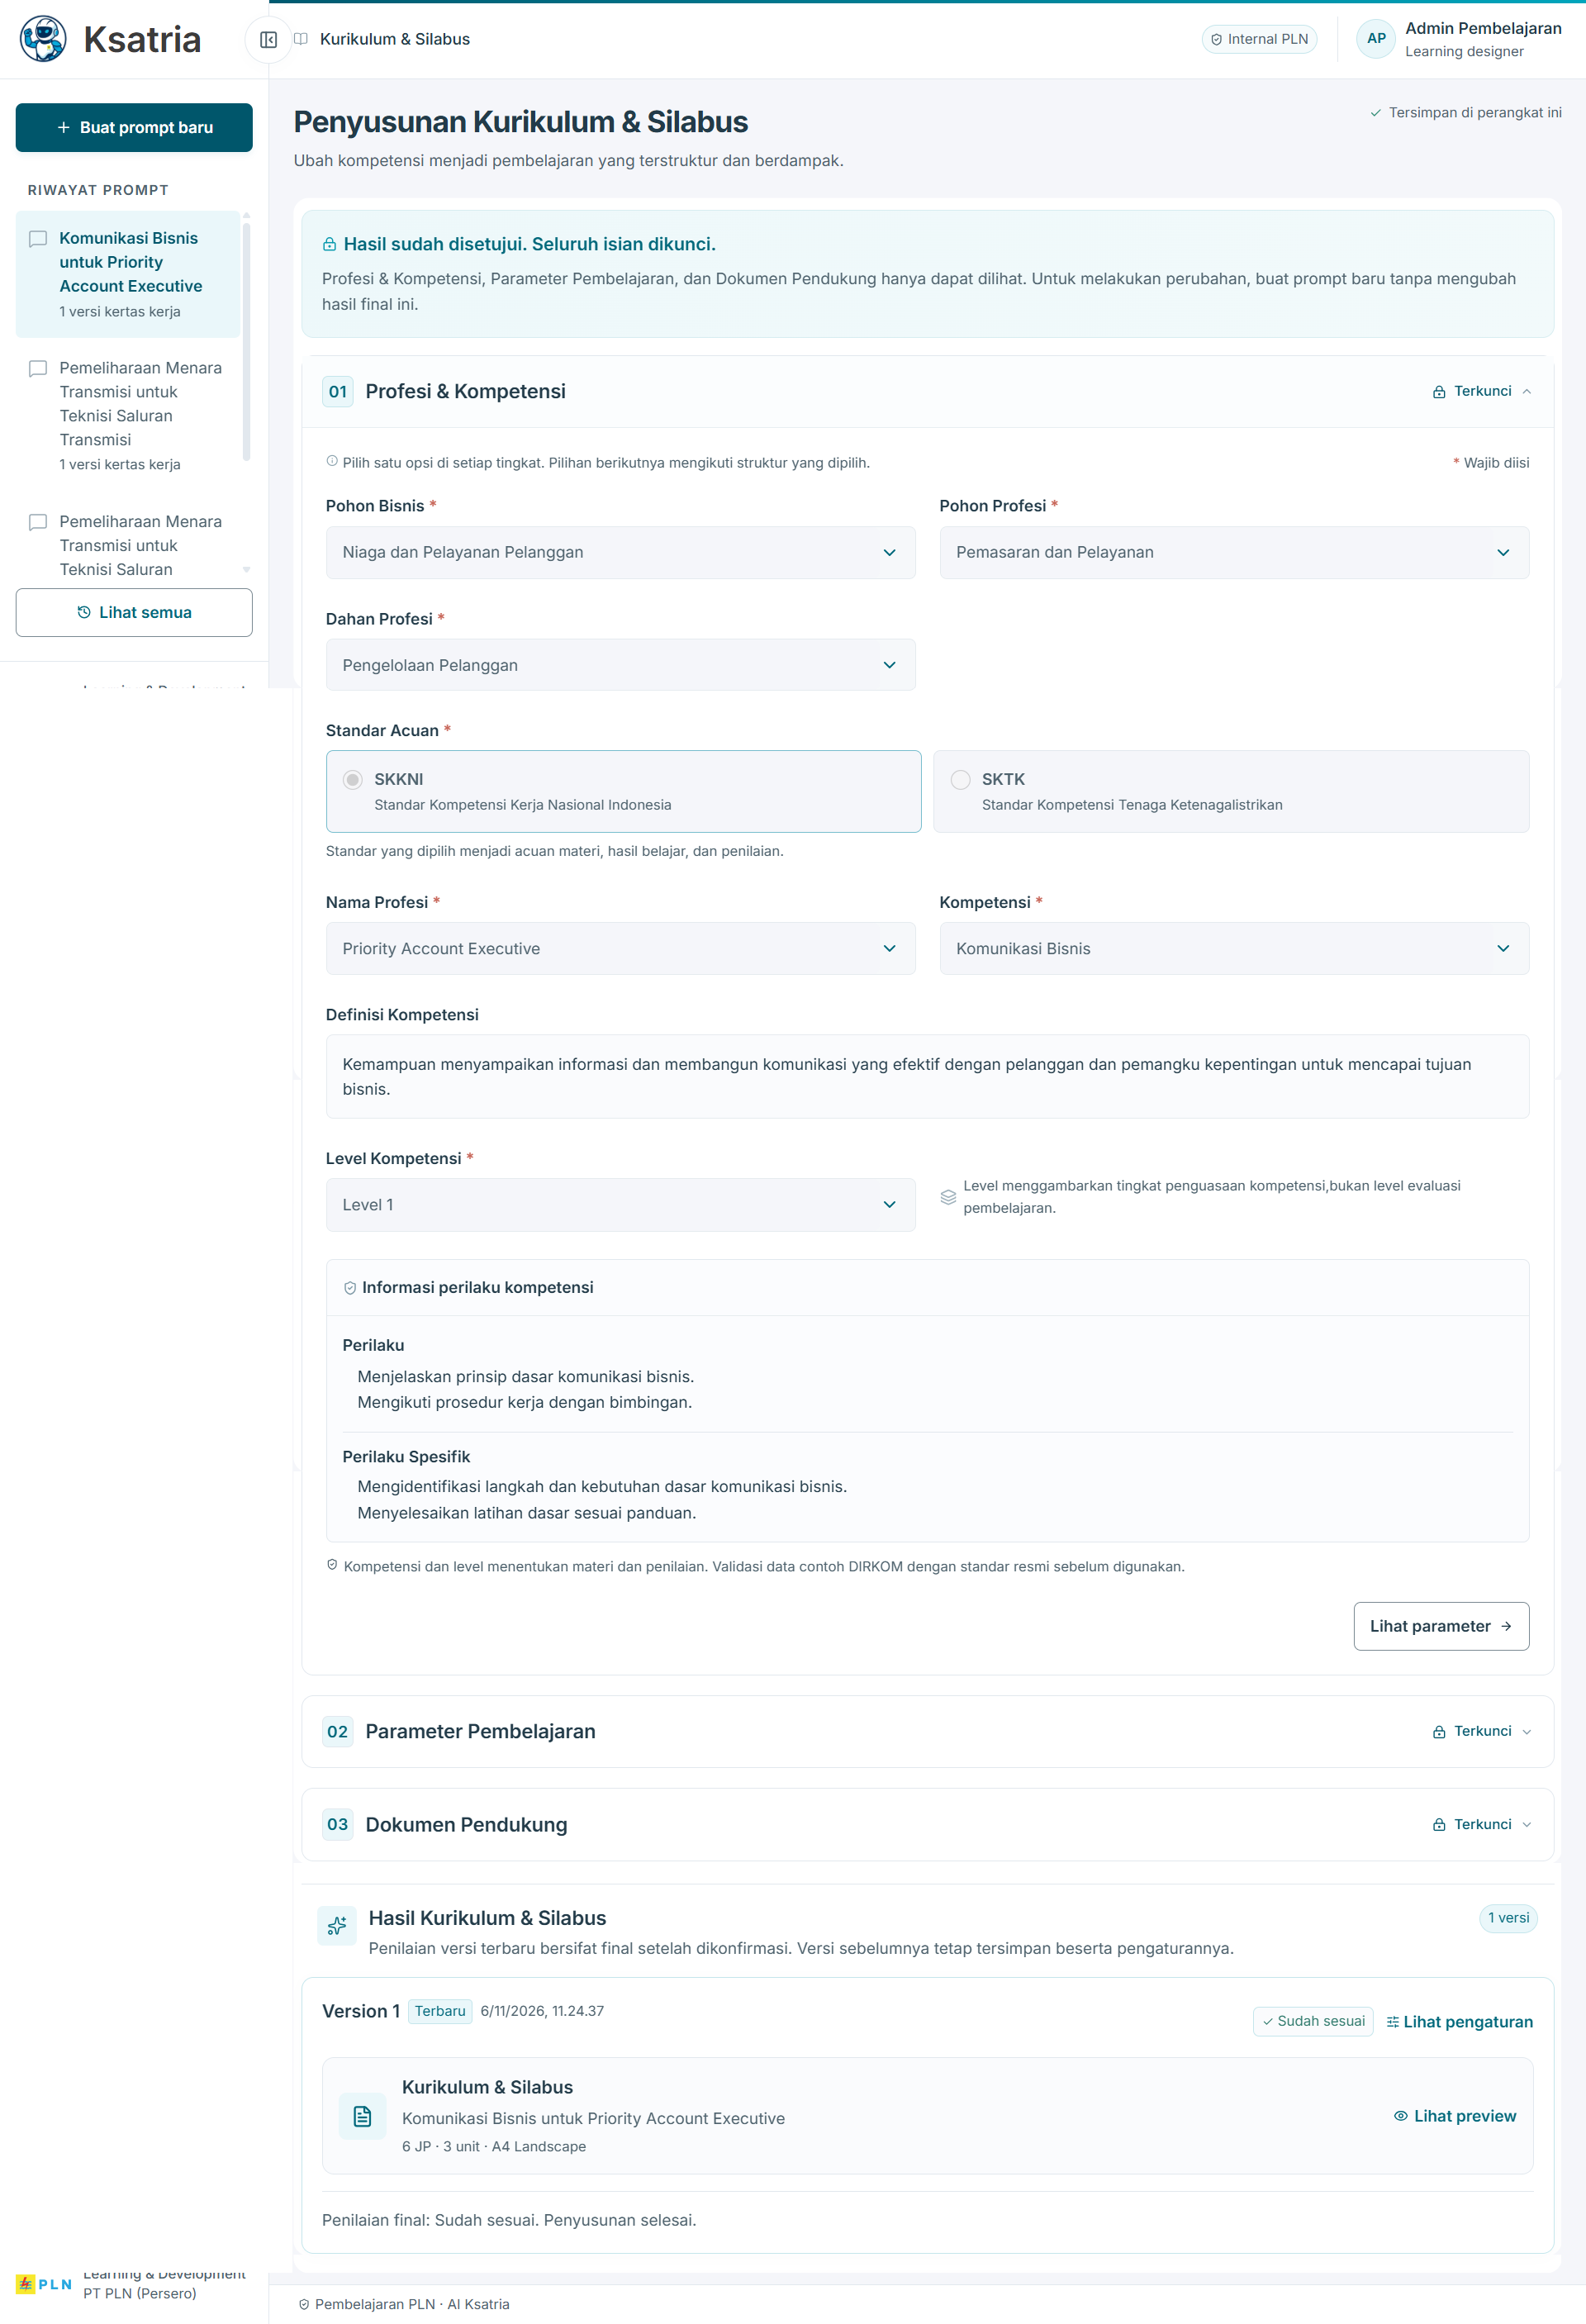 Ksatria
Kurikulum & Silabus
Internal PLN
AP
Admin Pembelajaran
Learning designer
Buat prompt baru
RIWAYAT PROMPT
Komunikasi Bisnis
untuk Priority
Account Executive
1 versi kertas kerja
Pemeliharaan Menara
Transmisi untuk
Teknisi Saluran
Transmisi
1 versi kertas kerja
Pemeliharaan Menara
Transmisi untuk
Teknisi Saluran
Lihat semua
Penyusunan Kurikulum & Silabus
Tersimpan di perangkat ini
Ubah kompetensi menjadi pembelajaran yang terstruktur dan berdampak.
Hasil sudah disetujui. Seluruh isian dikunci.
Profesi & Kompetensi, Parameter Pembelajaran, dan Dokumen Pendukung hanya dapat dilihat. Untuk melakukan perubahan, buat prompt baru tanpa mengubah
hasil final ini.
01 Profesi & Kompetensi
Terkunci
Pilih satu opsi di setiap tingkat. Pilihan berikutnya mengikuti struktur yang dipilih.
* Wajib diisi
Pohon Bisnis *
Pohon Profesi *
Niaga dan Pelayanan Pelanggan
Pemasaran dan Pelayanan
Dahan Profesi *
Pengelolaan Pelanggan
Standar Acuan *
SKKNI
Standar Kompetensi Kerja Nasional Indonesia
SKTK
Standar Kompetensi Tenaga Ketenagalistrikan
Standar yang dipilih menjadi acuan materi, hasil belajar, dan penilaian.
Nama Profesi *
Kompetensi *
Priority Account Executive
Komunikasi Bisnis
Definisi Kompetensi
Kemampuan menyampaikan informasi dan membangun komunikasi yang efektif dengan pelanggan dan pemangku kepentingan untuk mencapai tujuan
bisnis.
Level Kompetensi *
Level 1
Level menggambarkan tingkat penguasaan kompetensi,bukan level evaluasi
pembelajaran.
Informasi perilaku kompetensi
Perilaku
Menjelaskan prinsip dasar komunikasi bisnis.
Mengikuti prosedur kerja dengan bimbingan.
Perilaku Spesifik
Mengidentifikasi langkah dan kebutuhan dasar komunikasi bisnis.
Menyelesaikan latihan dasar sesuai panduan.
Kompetensi dan level menentukan materi dan penilaian. Validasi data contoh DIRKOM dengan standar resmi sebelum digunakan.
Lihat parameter
02 Parameter Pembelajaran
Terkunci
03 Dokumen Pendukung
Terkunci
Hasil Kurikulum & Silabus
1 versi
Penilaian versi terbaru bersifat final setelah dikonfirmasi. Versi sebelumnya tetap tersimpan beserta pengaturannya.
Version 1 Terbaru 6/11/2026, 11.24.37
Sudah sesuai
Lihat pengaturan
Kurikulum & Silabus
Komunikasi Bisnis untuk Priority Account Executive
6 JP · 3 unit · A4 Landscape
Lihat preview
Penilaian final: Sudah sesuai. Penyusunan selesai.
PLN
Learning & Development
PT PLN (Persero)
Pembelajaran PLN · AI Ksatria